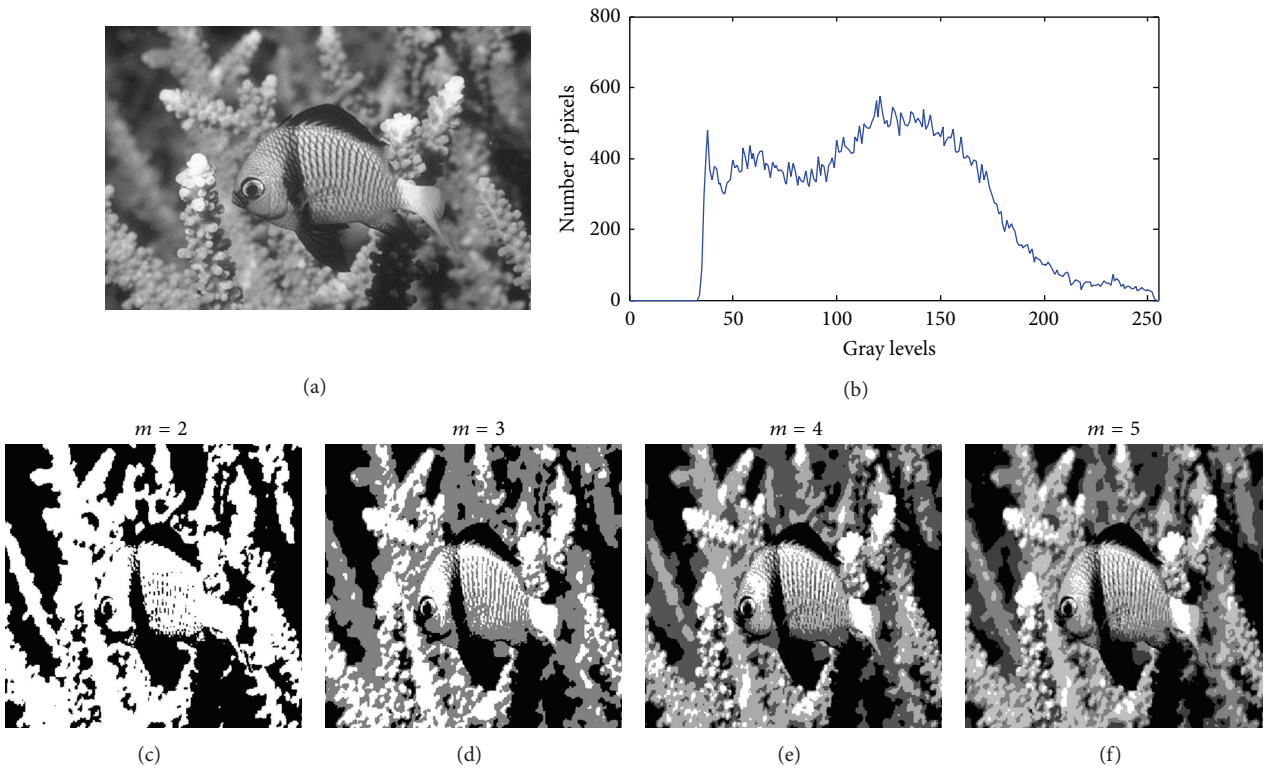 800
600
400
200
0
Number of pixels
0 50 100 150 200 250
Gray levels
(a)
(b)
m = 2
m = 3
m = 4
m = 5
(c)
(d)
(e)
(f)